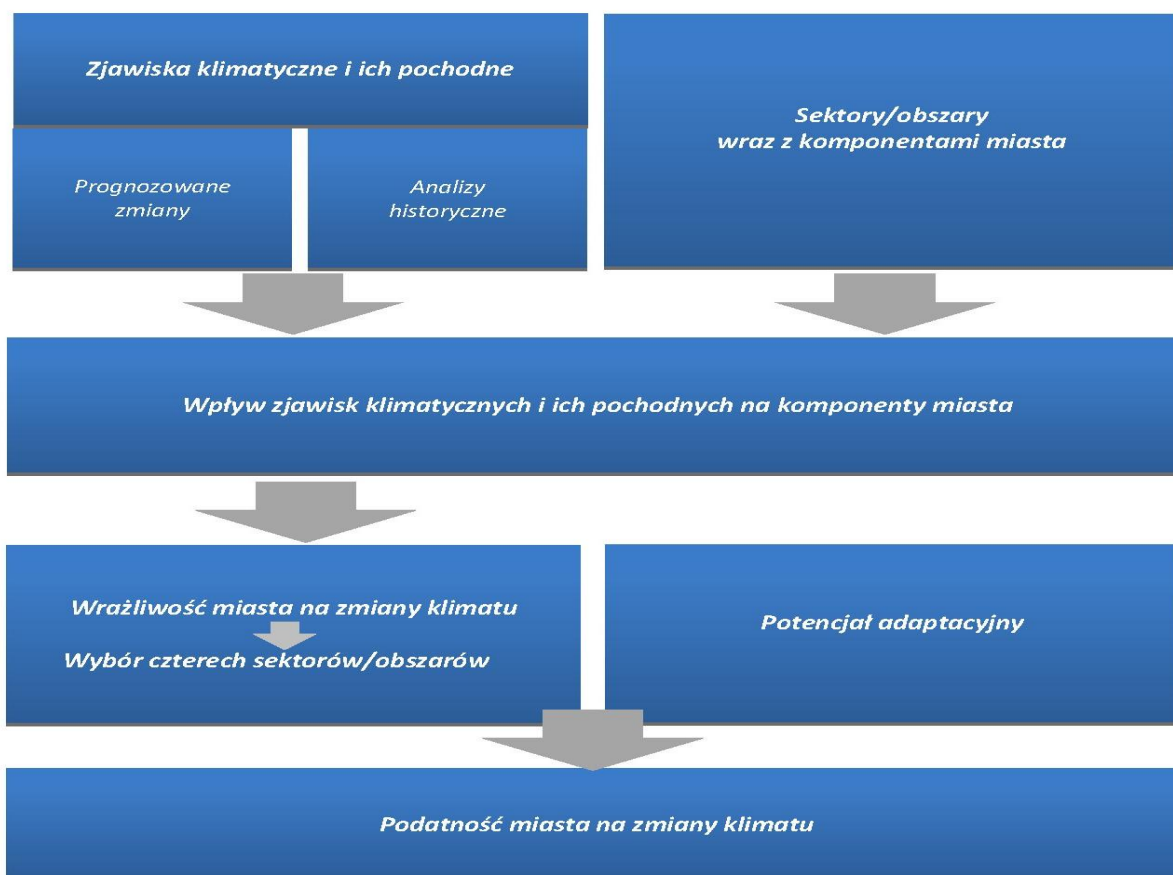 Zjawiska klimatyczne i ich pochodne
Prognozowane
zmiany
Analizy
historyczne
Sektory/obszary
wraz z komponentami miasta
Wpływ zjawisk klimatycznych i ich pochodnych na komponenty miasta
Wrażliwość miasta na zmiany klimatu
Wybór czterech sektorów/obszarów
Potencjał adaptacyjny
Podatność miasta na zmiany klimatu